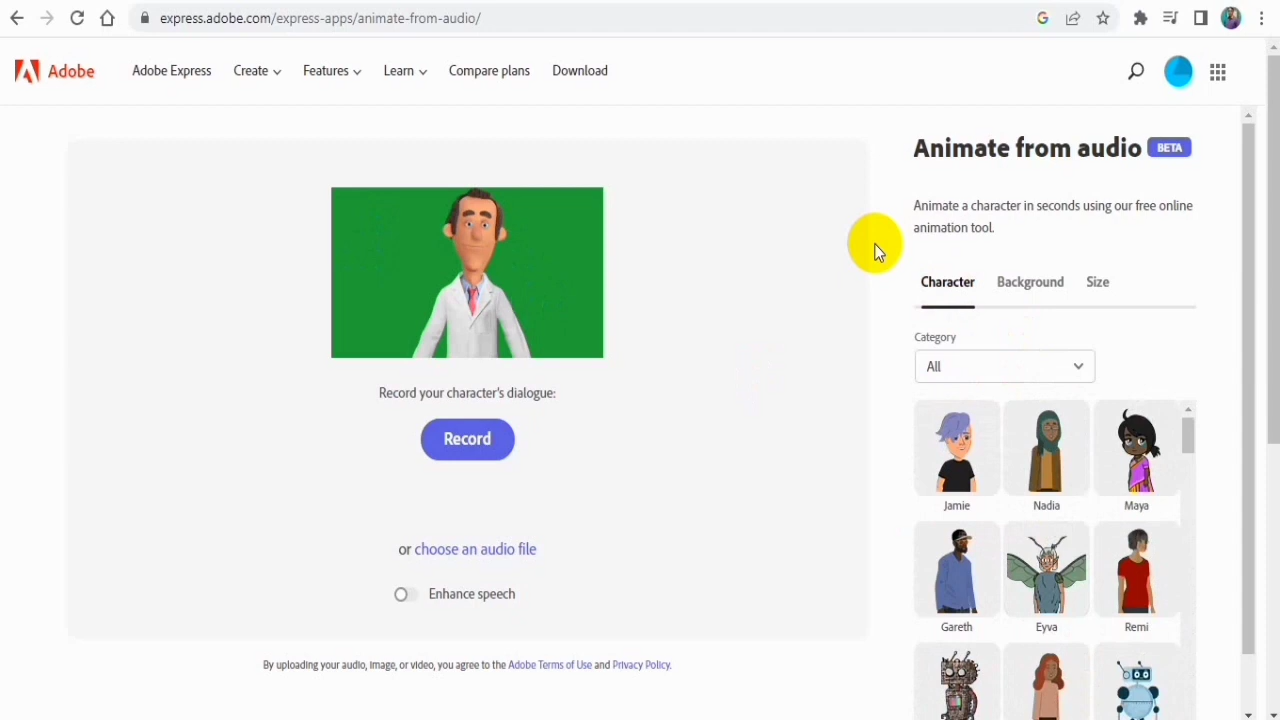 express.adobe.com/express-apps/animate-from-audio/
Adobe
Adobe Express
Create
Features
Learn
Compare plans
Download
Animate from audio BETA
Animate a character in seconds using our free online
animation tool.
Character
Background
Size
Category
All
Jamie
Nadia
Maya
Gareth
Eyva
Remi
Record your character's dialogue:
Record
or choose an audio file
Enhance speech
By uploading your audio, image, or video, you agree to the Adobe Terms of Use and Privacy Policy.